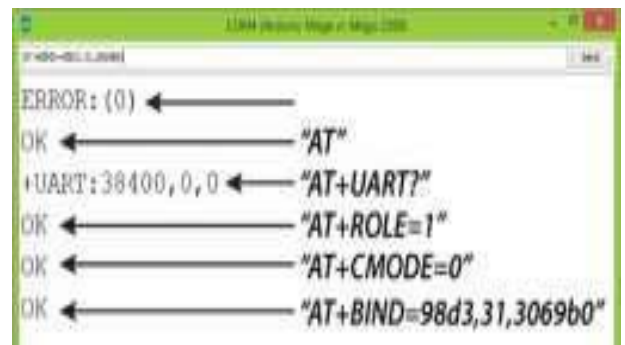 ERROR:(0)
OK "AT"
+UART:38400,0,0 "AT+UART?"
OK "AT+ROLE=1"
OK "AT+CMODE=0"
OK "AT+BIND=98d3,31,3069b0"